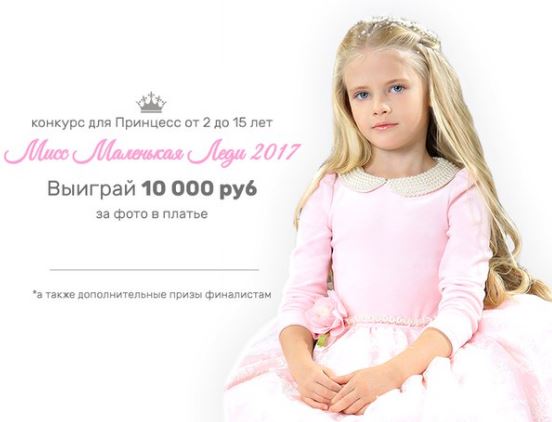 конкурс для Принцесс от 2 до 15 лет
Мисс Маленькая Леди 2017
Выиграй 10 000 руб
за фото в платье
*а также дополнительные призы финалистам